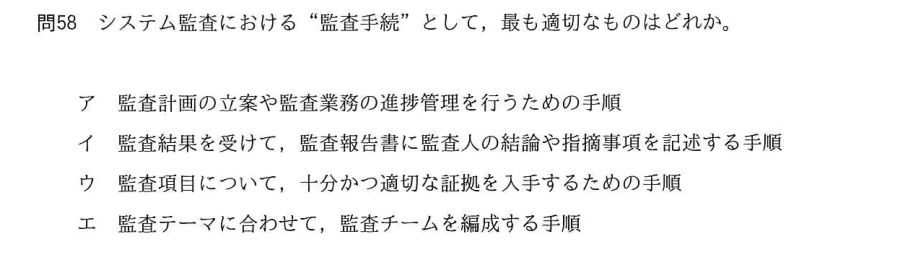 問58 システム監査における“監査手続”として，最も適切なものはどれか。
ア 監査計画の立案や監査業務の進捗管理を行うための手順
イ 監査結果を受けて，監査報告書に監査人の結論や指摘事項を記述する手順
ウ 監査項目について，十分かつ適切な証拠を入手するための手順
エ 監査テーマに合わせて，監査チームを編成する手順